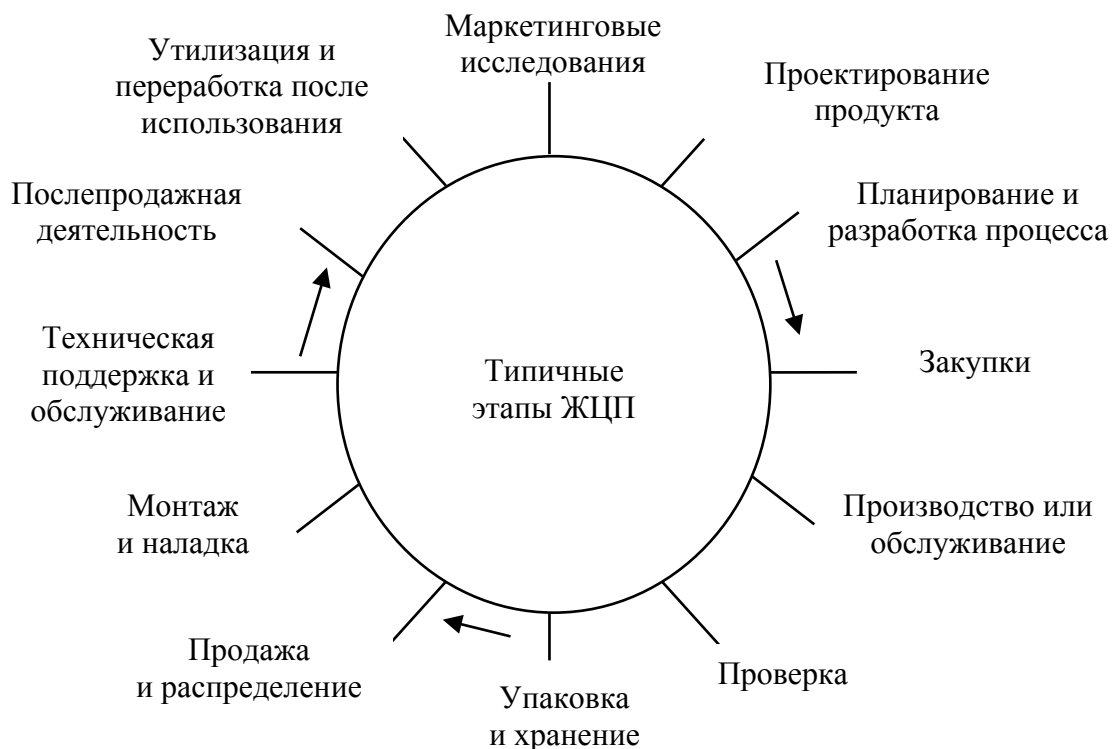 Маркетинговые
исследования
Проектирование
продукта
Планирование и
разработка процесса
Закупки
Производство или
обслуживание
Проверка
Упаковка
и хранение
Продажа
и распределение
Монтаж
и наладка
Техническая
поддержка и
обслуживание
Послепродажная
деятельность
Утилизация и
переработка после
использования
Типичные
этапы ЖЦП